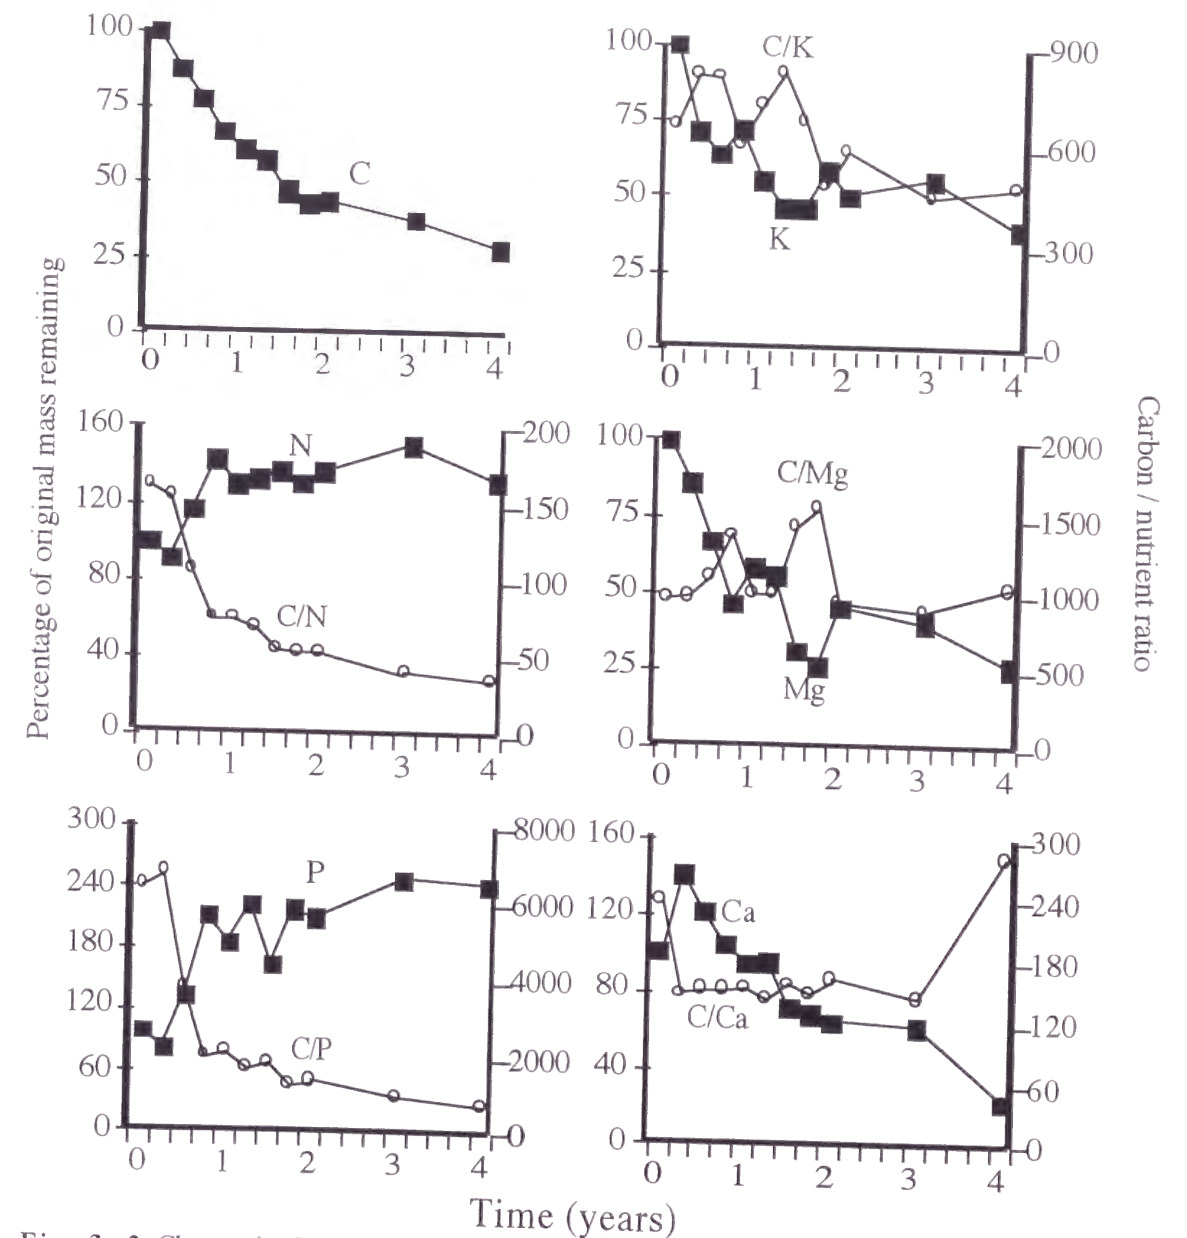 100
75
50
25
0
C
0 1 2 3 4
100
75
50
25
0
C/K
K
900
600
300
0
0 1 2 3 4
Percentage of original mass remaining
160
120
80
40
0
N
C/N
200
150
100
50
0
0 1 2 3 4
100
75
50
25
0
C/Mg
Mg
2000
1500
1000
500
0
0 1 2 3 4
Carbon / nutrient ratio
300
240
180
120
60
0
P
C/P
8000
6000
4000
2000
0
0 1 2 3 4
160
120
80
40
0
Ca
C/Ca
300
240
180
120
60
0
0 1 2 3 4
Time (years)